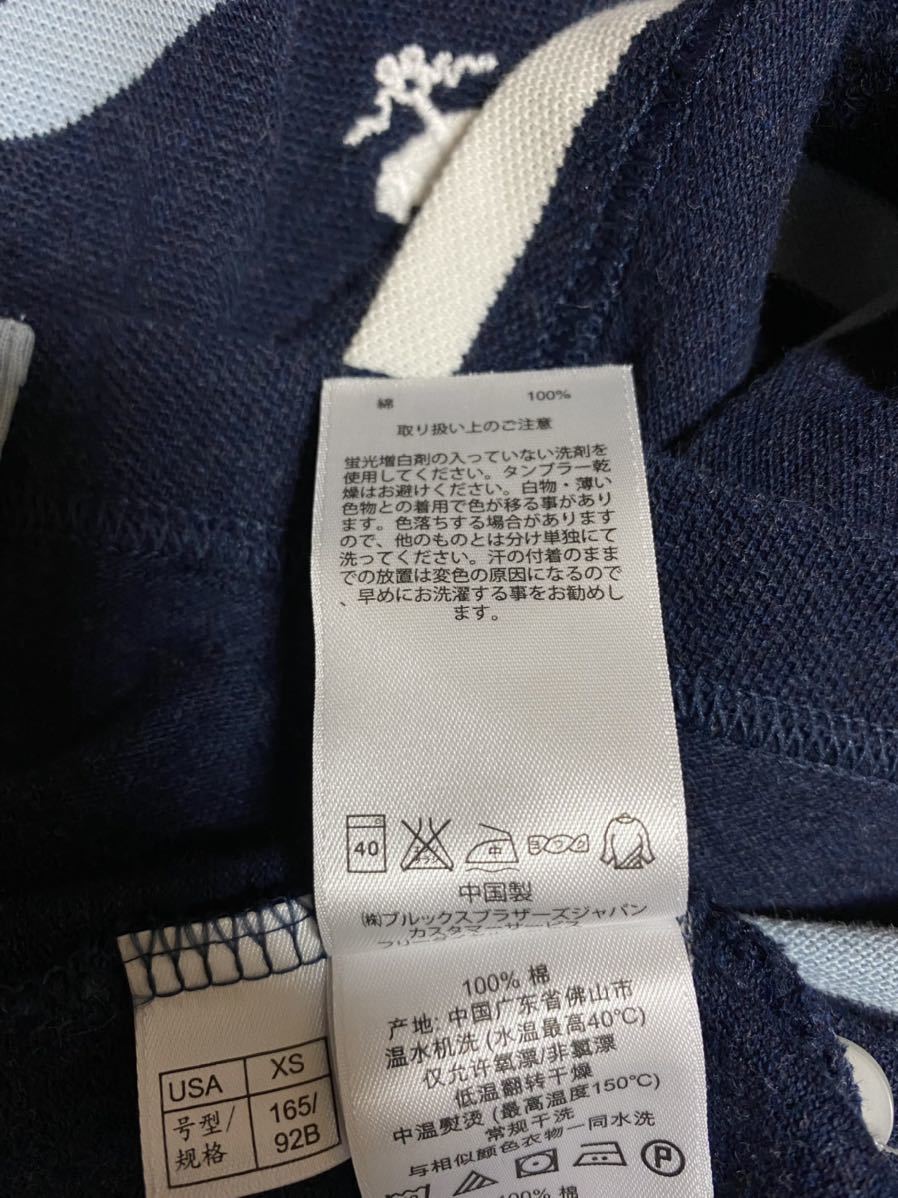 綿 100%
取り扱い上のご注意
蛍光増白剤の入っていない洗剤を
使用してください。タンブラー乾
燥はお避けください。白物・薄い
色物との着用で色が移る事があり
ます。色落ちする場合があります
ので、他のものとは分け単独にて
洗ってください。汗の付着のまま
での放置は変色の原因になるので
、早めにお洗濯する事をお勧めし
ます。
40
中
中国製
㈱ブルックスブラザーズジャパン
カスタマーサービス
100% 棉
产地: 中国广东省佛山市
温水机洗 (水温最高40°C)
仅允许氧漂/非氯漂
低温翻转干燥
中温熨烫 (最高温度150°C)
常规干洗
与相似颜色衣物一同水洗
P
100% 棉
USA XS
号型/规格 165/92B